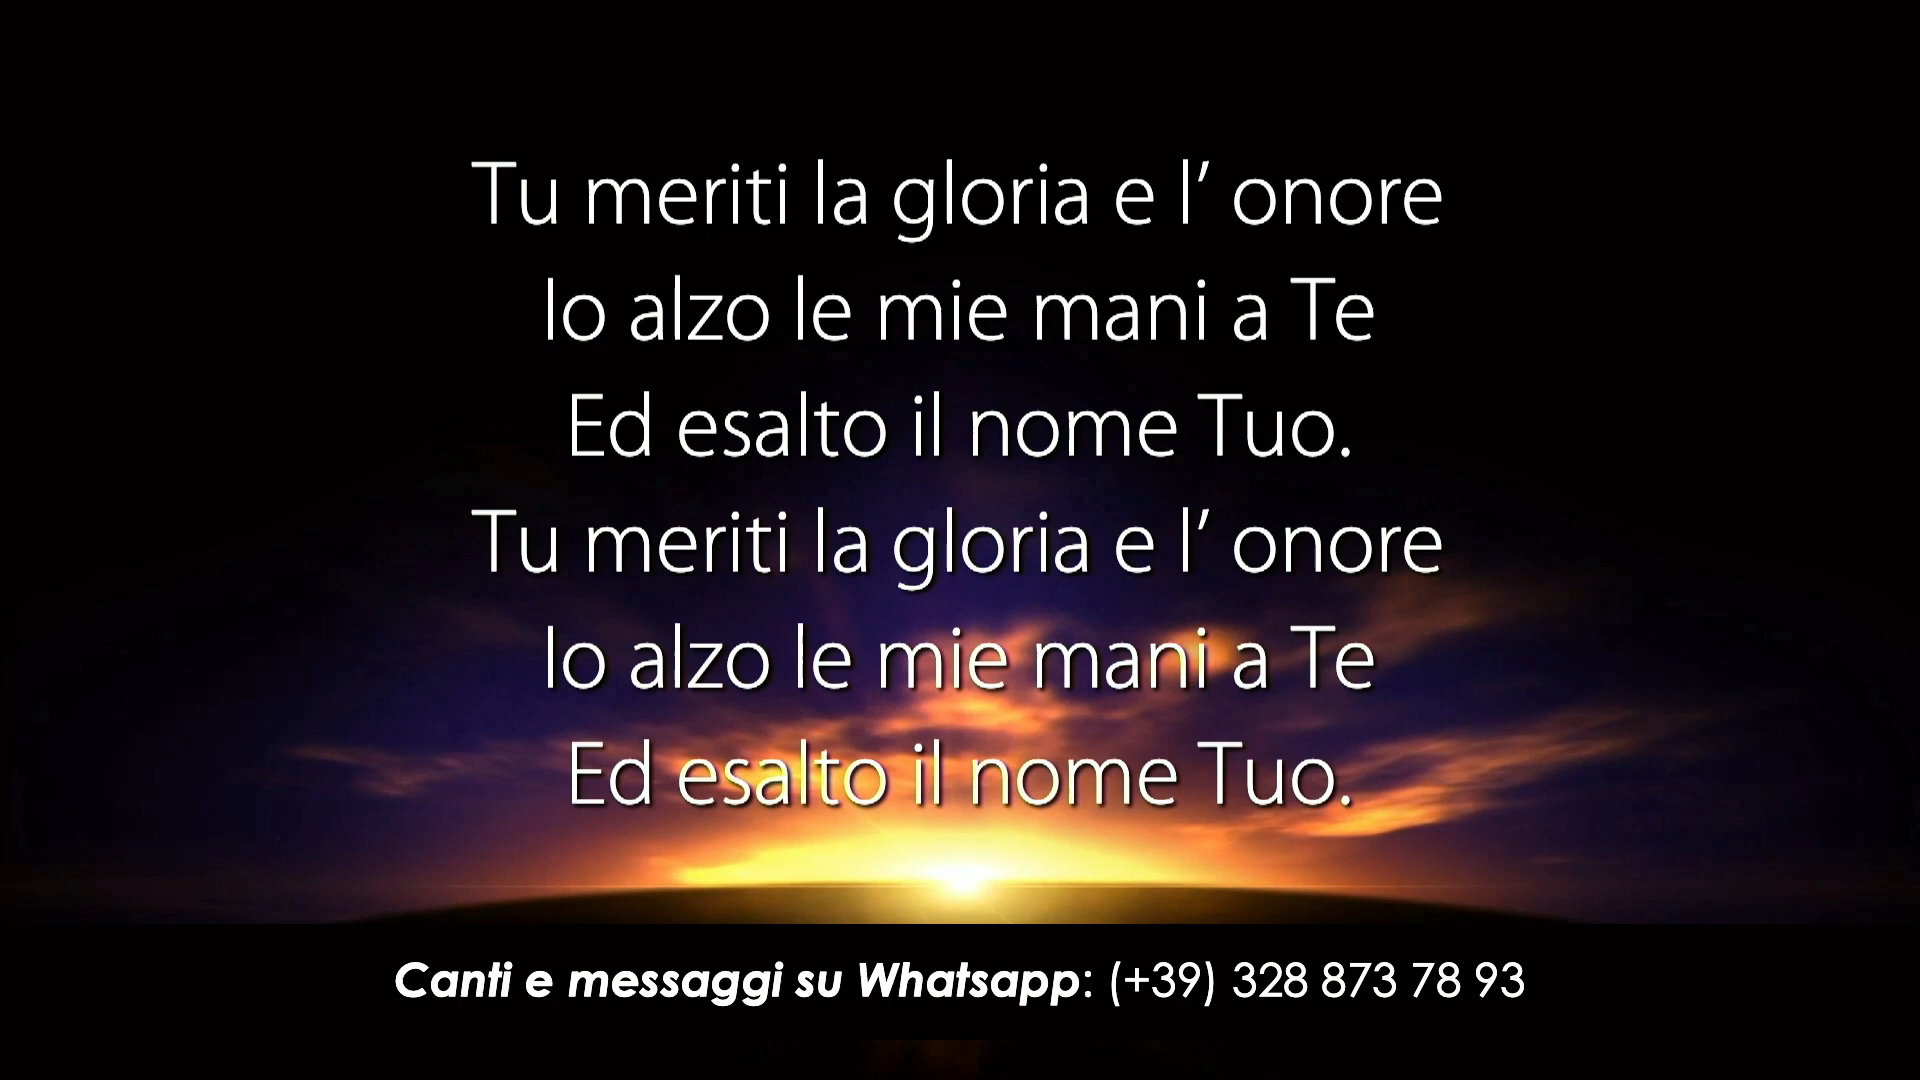 Tu meriti la gloria e l’ onore
Io alzo le mie mani a Te
Ed esalto il nome Tuo.
Tu meriti la gloria e l’ onore
Io alzo le mie mani a Te
Ed esalto il nome Tuo.
Canti e messaggi su Whatsapp: (+39) 328 873 78 93